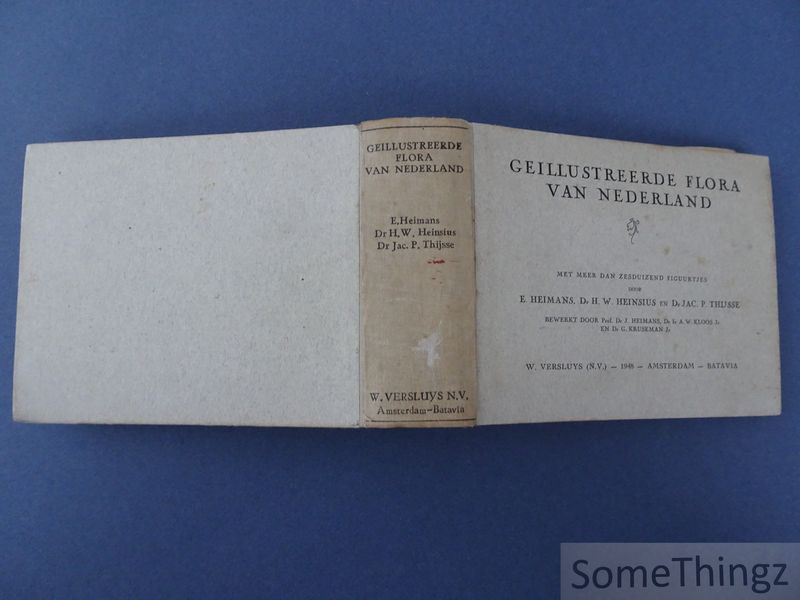 GEILLUSTREERDE
FLORA
VAN NEDERLAND
E. Heimans
Dr H. W. Heinsius
Dr Jac. P. Thijsse
W. VERSLUYS N.V.
Amsterdam-Batavia
GEILLUSTREERDE FLORA
VAN NEDERLAND
MET MEER DAN ZESDUIZEND FIGUURTJES
DOOR
E. HEIMANS, Dr H. W. HEINSIUS EN Dr JAC. P. THIJSSE
BEWERKT DOOR Prof. Dr J. HEIMANS, Dr Ir A. W. KLOOS Jr
EN Dr G. KRUSEMAN Jr
W. VERSLUYS (N.V.) – 1948 – AMSTERDAM – BATAVIA
SomeThingz